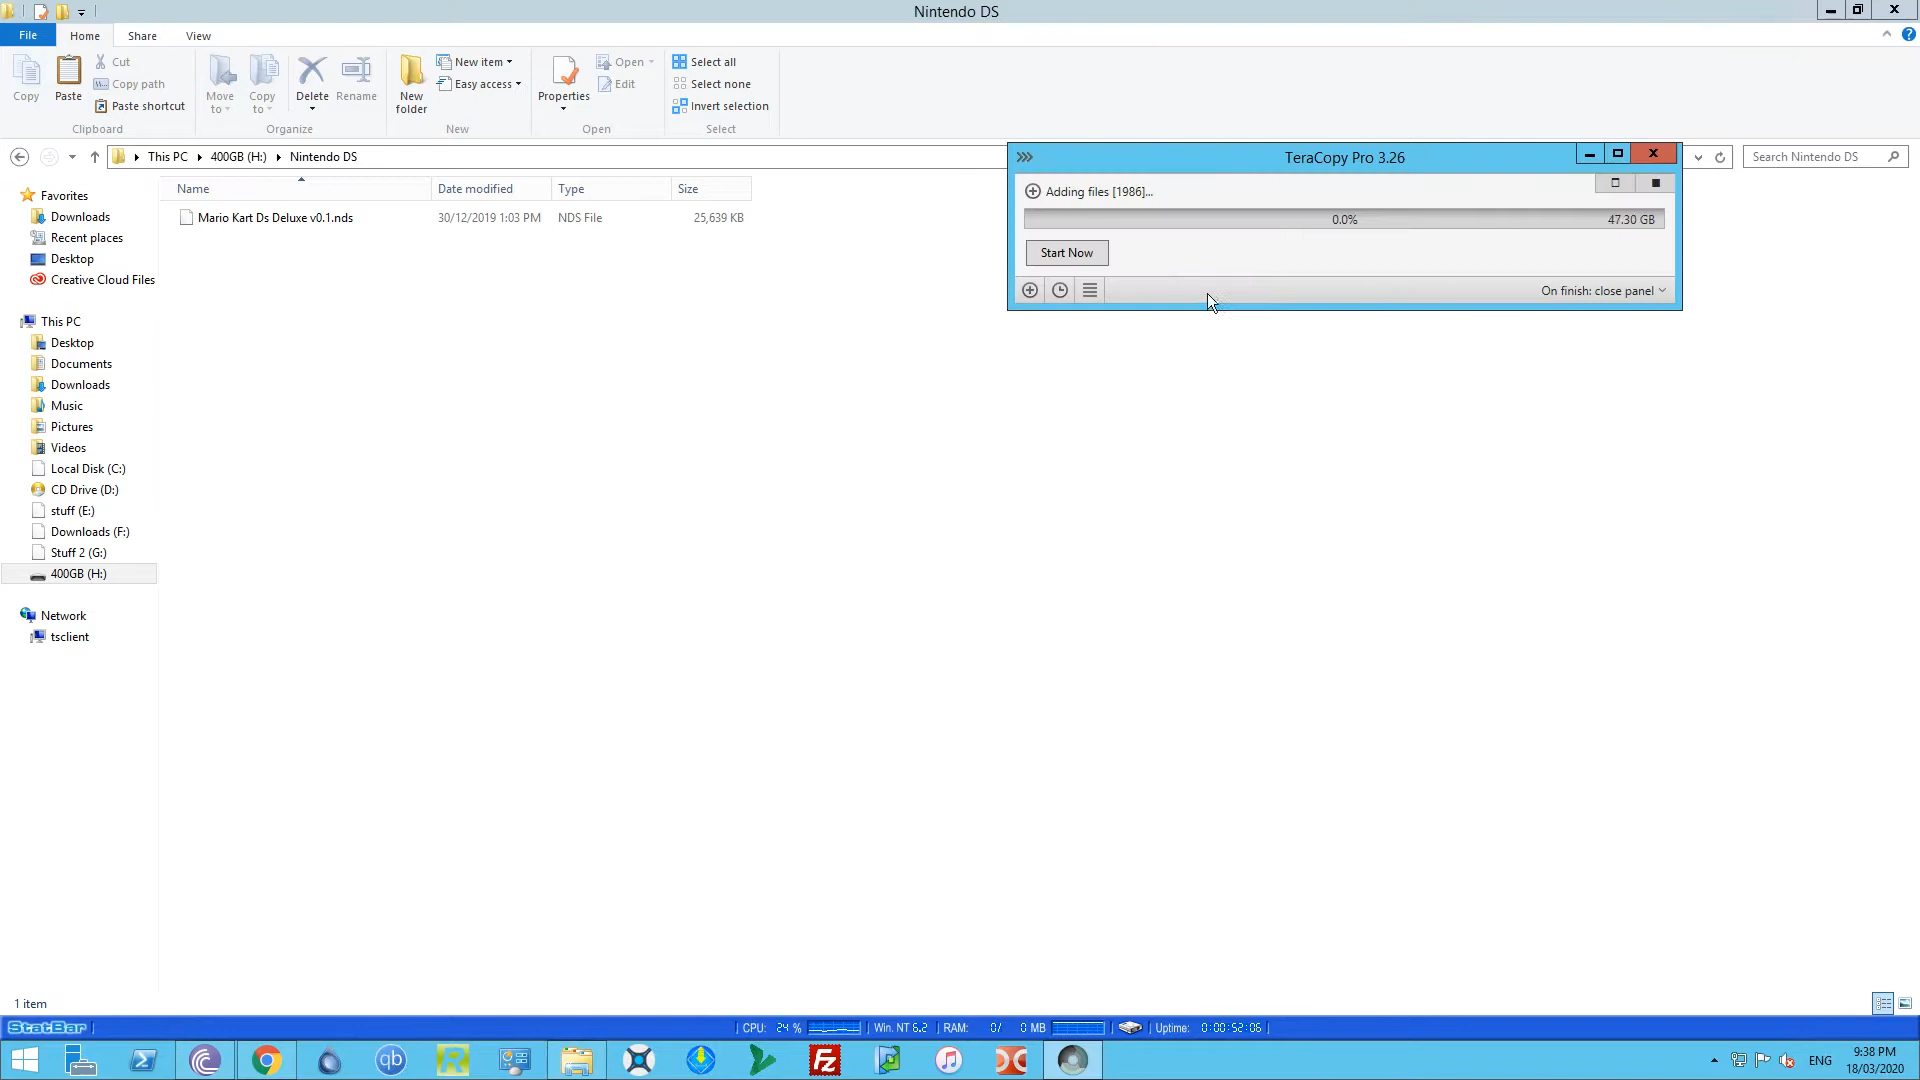 Nintendo DS
File Home Share View
Copy
Paste
Cut
Copy path
Paste shortcut
Clipboard
Move to
Copy to
Delete
Rename
Organize
New folder
New item
Easy access
New
Properties
Open
Edit
Open
Select all
Select none
Invert selection
Select
This PC 400GB (H:) Nintendo DS
Search Nintendo DS
Name Date modified Type Size
Mario Kart Ds Deluxe v0.1.nds 30/12/2019 1:03 PM NDS File 25,639 KB
Favorites
Downloads
Recent places
Desktop
Creative Cloud Files
This PC
Desktop
Documents
Downloads
Music
Pictures
Videos
Local Disk (C:)
CD Drive (D:)
stuff (E:)
Downloads (F:)
Stuff 2 (G:)
400GB (H:)
Network
tsclient
TeraCopy Pro 3.26
Adding files [1986]...
0.0% 47.30 GB
Start Now
On finish: close panel
1 item
StatBar CPU: 24 % Win. NT 6.2 RAM: 0/ 0 MB Uptime: 0:00:52:06
qb
R
Fz
ENG
9:38 PM
18/03/2020